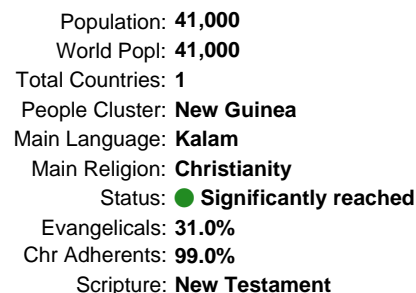 Population: 41,000
World Popl: 41,000
Total Countries: 1
People Cluster: New Guinea
Main Language: Kalam
Main Religion: Christianity
Status: Significantly reached
Evangelicals: 31.0%
Chr Adherents: 99.0%
Scripture: New Testament